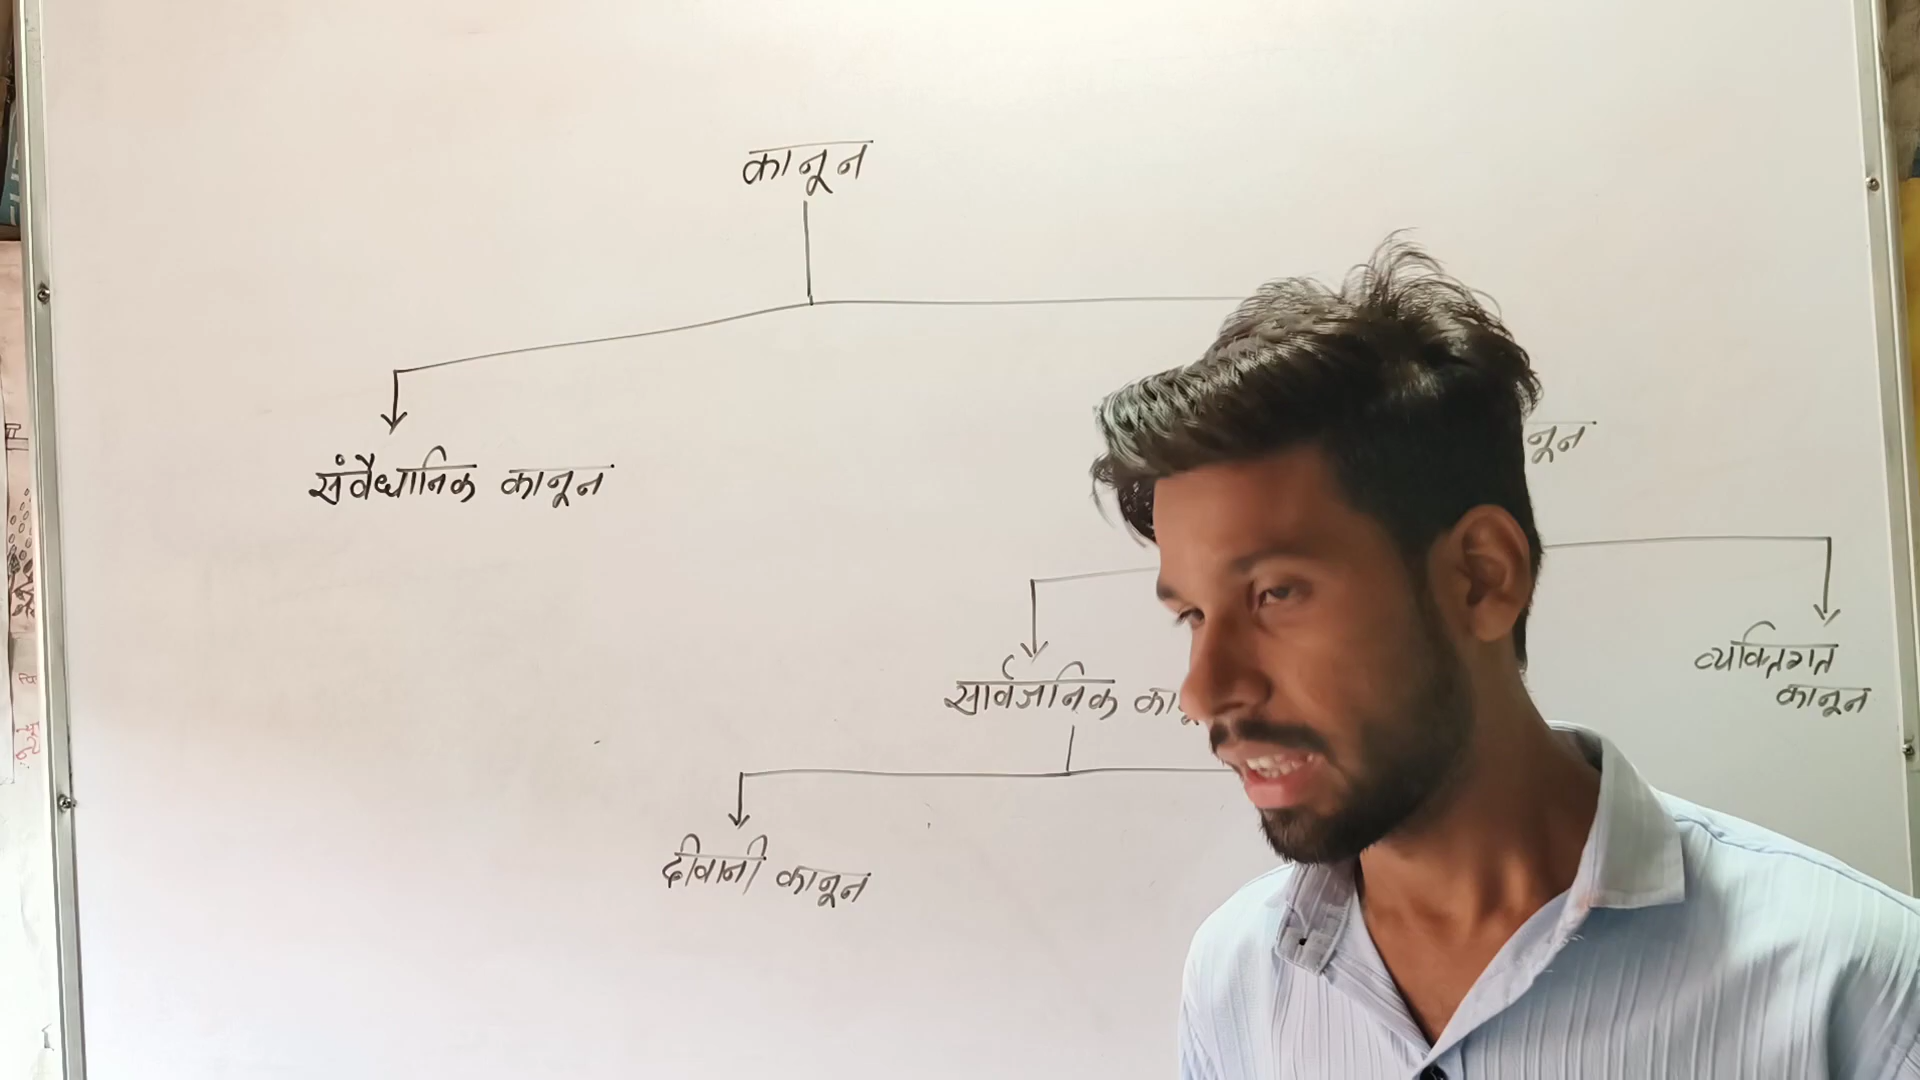 कानून
संवैधानिक कानून
सार्वजनिक
व्यक्तिगत
कानून
दीवानी कानून